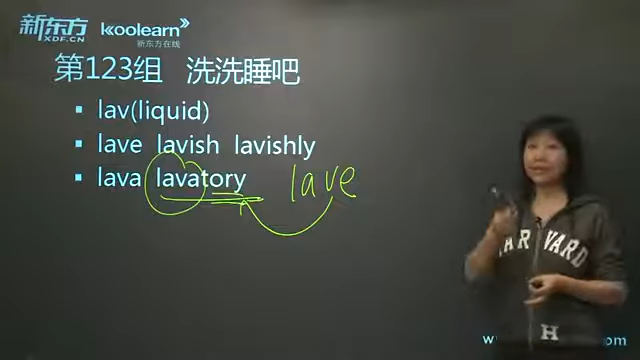 新东方 koolearn
XDF.CN 新东方在线
第123组 洗洗睡吧
lav(liquid)
lave lavish lavishly
lava lavatory lave
HARVARD
H